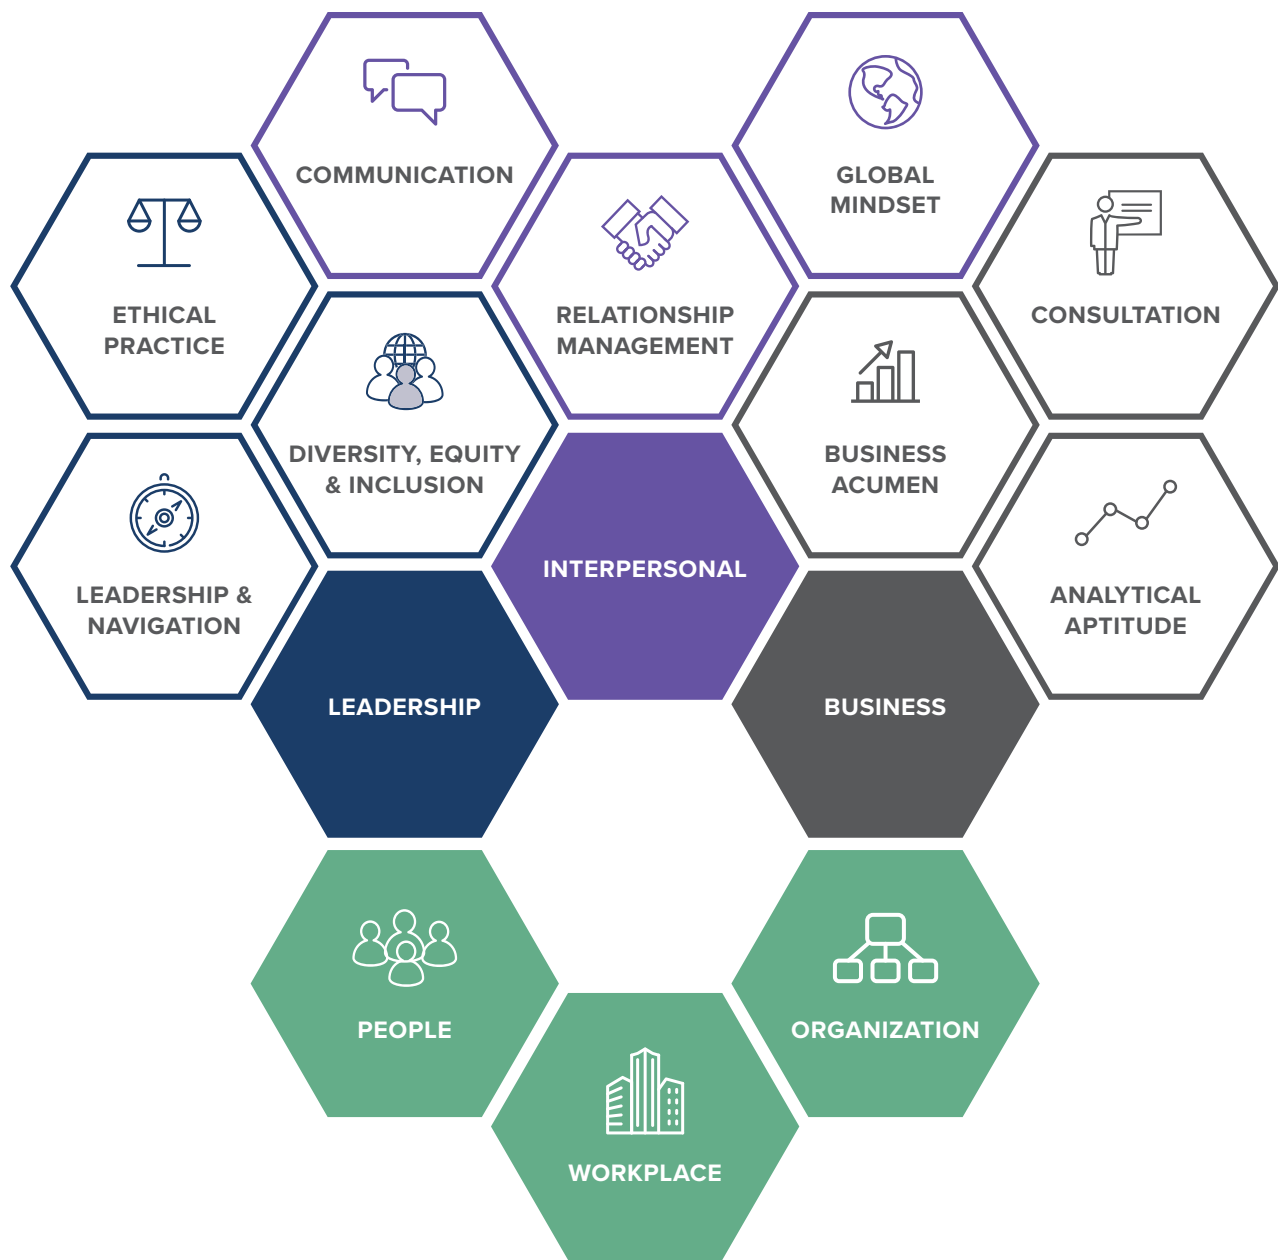 COMMUNICATION
GLOBAL
MINDSET
ETHICAL
PRACTICE
RELATIONSHIP
MANAGEMENT
CONSULTATION
DIVERSITY, EQUITY
& INCLUSION
BUSINESS
ACUMEN
LEADERSHIP &
NAVIGATION
INTERPERSONAL
ANALYTICAL
APTITUDE
LEADERSHIP
BUSINESS
PEOPLE
ORGANIZATION
WORKPLACE